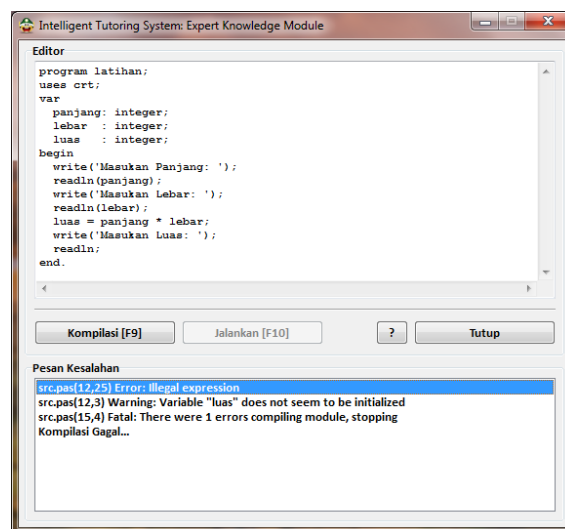 Intelligent Tutoring System: Expert Knowledge Module
Editor
program latihan;
uses crt;
var
  panjang: integer;
  lebar  : integer;
  luas   : integer;
begin
  write('Masukan Panjang: ');
  readln(panjang);
  write('Masukan Lebar: ');
  readln(lebar);
  luas = panjang * lebar;
  write('Masukan Luas: ');
  readln;
end.
Kompilasi [F9] Jalankan [F10] ? Tutup
Pesan Kesalahan
src.pas(12,25) Error: Illegal expression
src.pas(12,3) Warning: Variable "luas" does not seem to be initialized
src.pas(15,4) Fatal: There were 1 errors compiling module, stopping
Kompilasi Gagal...